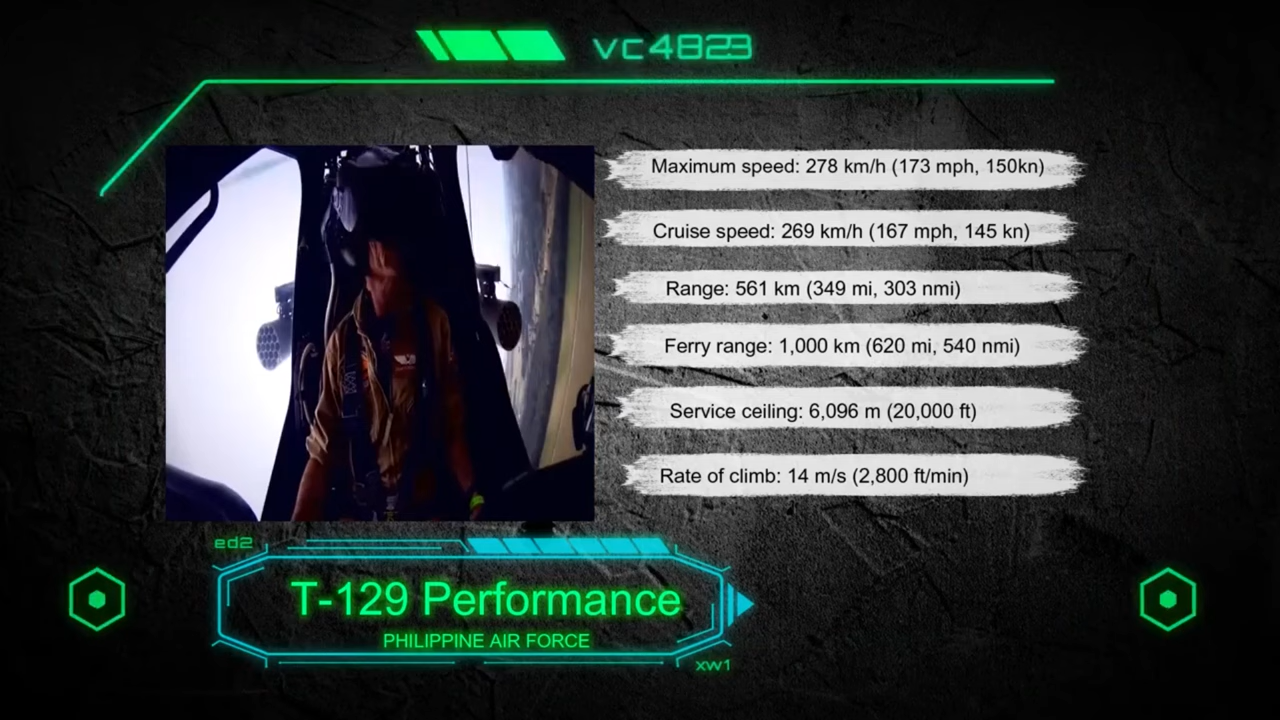 vc4823
Maximum speed: 278 km/h (173 mph, 150kn)
Cruise speed: 269 km/h (167 mph, 145 kn)
Range: 561 km (349 mi, 303 nmi)
Ferry range: 1,000 km (620 mi, 540 nmi)
Service ceiling: 6,096 m (20,000 ft)
Rate of climb: 14 m/s (2,800 ft/min)
ed2
T-129 Performance
PHILIPPINE AIR FORCE
xw1